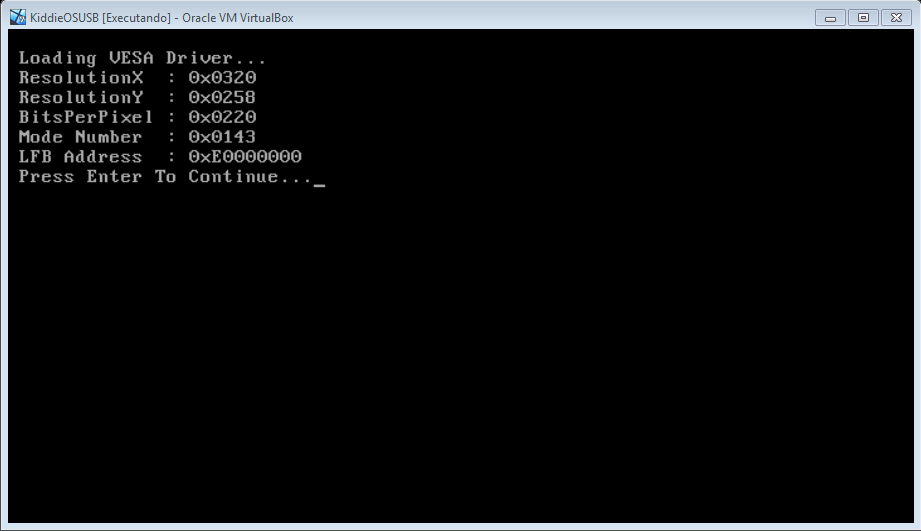 KiddieOSUSB [Executando] - Oracle VM VirtualBox
Loading VESA Driver...
ResolutionX : 0x0320
ResolutionY : 0x0258
BitsPerPixel : 0x0220
Mode Number : 0x0143
LFB Address : 0xE0000000
Press Enter To Continue..._